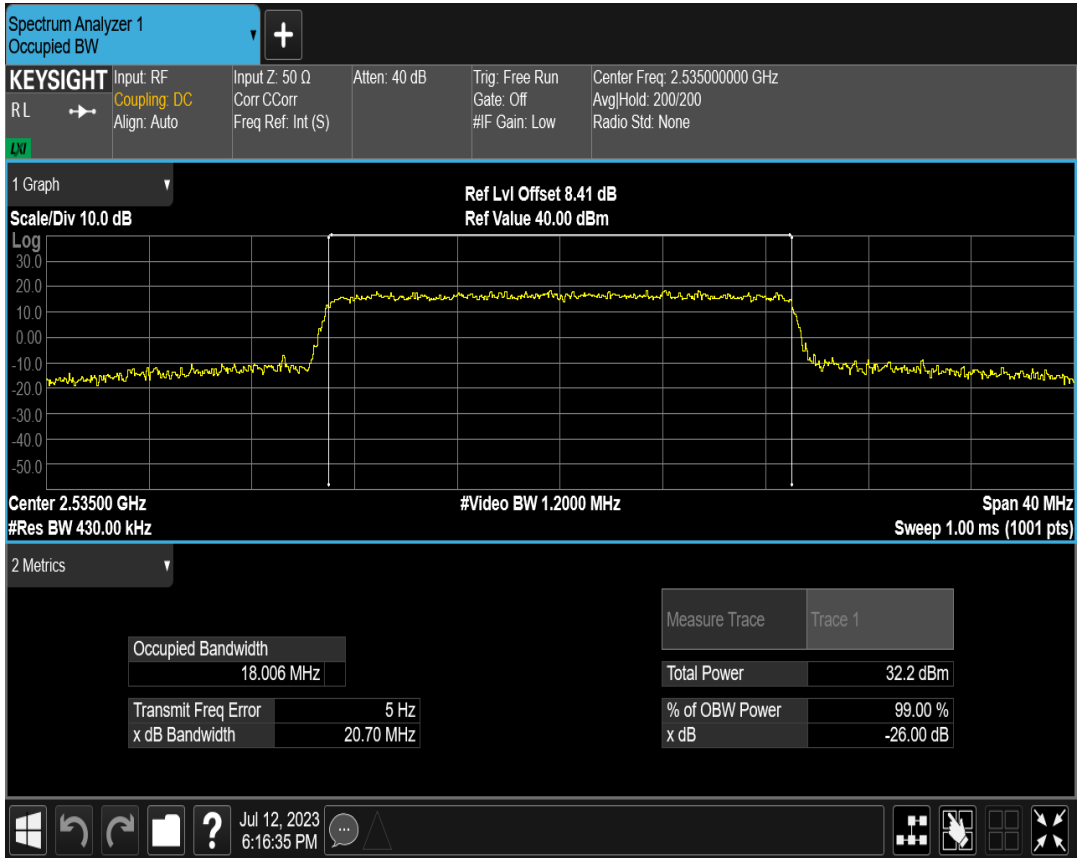 Spectrum Analyzer 1
Occupied BW
KEYSIGHT
RL
LXI
Input: RF
Coupling: DC
Align: Auto
Input Z: 50 Ω
Corr CCorr
Freq Ref: Int (S)
Atten: 40 dB
Trig: Free Run
Gate: Off
#IF Gain: Low
Center Freq: 2.535000000 GHz
Avg|Hold: 200/200
Radio Std: None
1 Graph
Ref Lvl Offset 8.41 dB
Scale/Div 10.0 dB
Ref Value 40.00 dBm
Log
30.0
20.0
10.0
0.00
-10.0
-20.0
-30.0
-40.0
-50.0
Center 2.53500 GHz
#Video BW 1.2000 MHz
Span 40 MHz
#Res BW 430.00 kHz
Sweep 1.00 ms (1001 pts)
2 Metrics
Measure Trace Trace 1
Occupied Bandwidth
18.006 MHz
Total Power 32.2 dBm
Transmit Freq Error 5 Hz
% of OBW Power 99.00 %
x dB Bandwidth 20.70 MHz
x dB -26.00 dB
Jul 12, 2023
6:16:35 PM